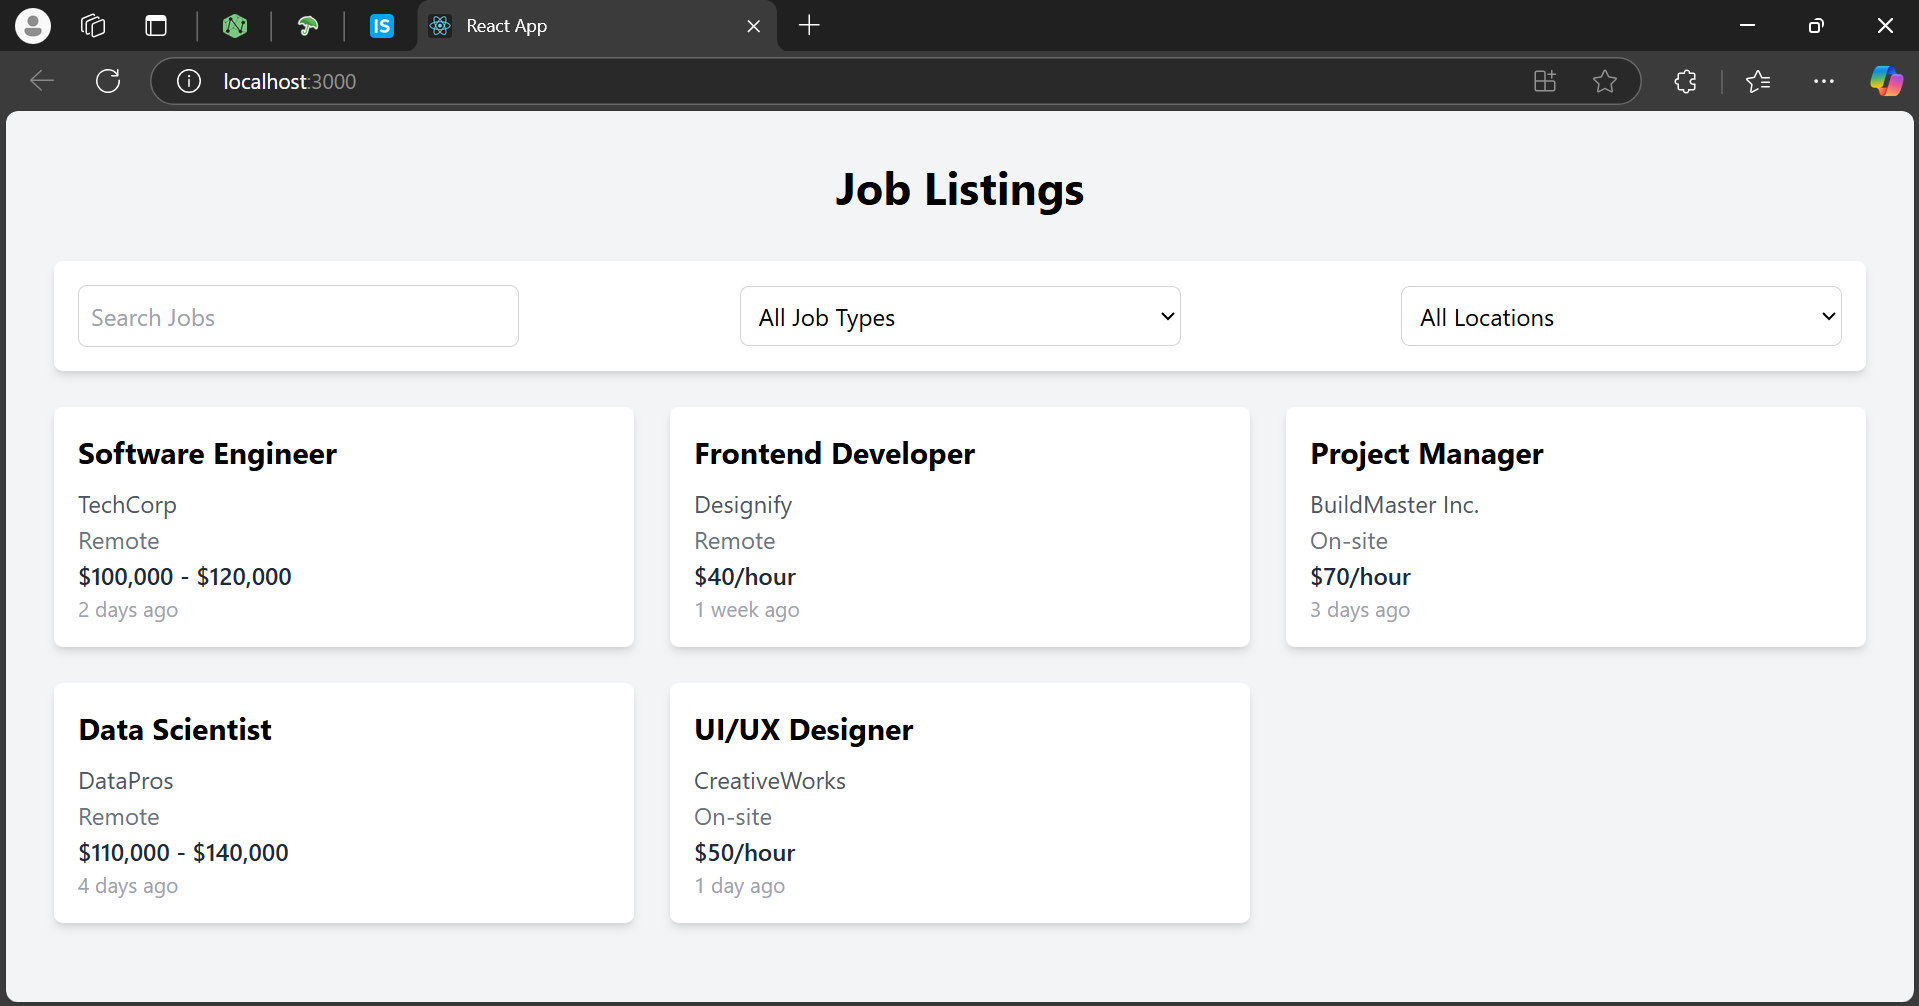 IS
React App
localhost:3000
Job Listings
Search Jobs
All Job Types
All Locations
Software Engineer
TechCorp
Remote
$100,000 - $120,000
2 days ago
Frontend Developer
Designify
Remote
$40/hour
1 week ago
Project Manager
BuildMaster Inc.
On-site
$70/hour
3 days ago
Data Scientist
DataPros
Remote
$110,000 - $140,000
4 days ago
UI/UX Designer
CreativeWorks
On-site
$50/hour
1 day ago